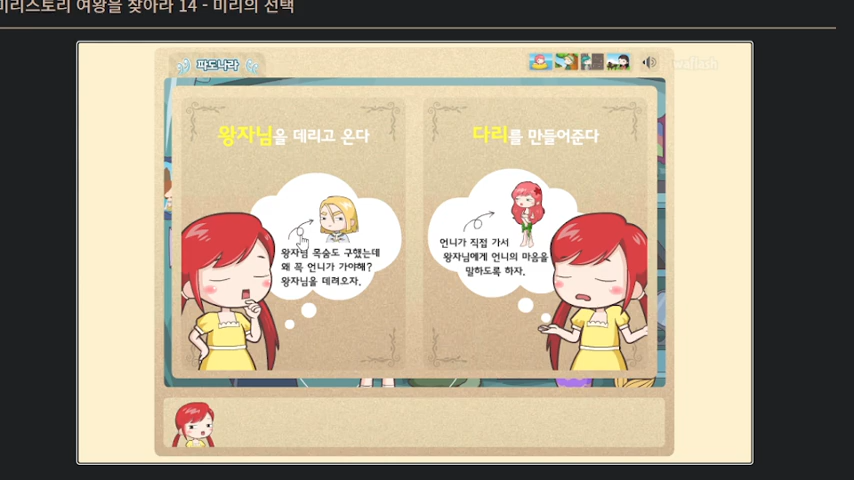 미리스토리 여왕을 찾아라 14 - 미리의 선택
파도나라
waflash
왕자님을 데리고 온다
왕자님 목숨도 구했는데
왜 꼭 언니가 가야해?
왕자님을 데려오자.
다리를 만들어준다
언니가 직접 가서
왕자님에게 언니의 마음을
말하도록 하자.